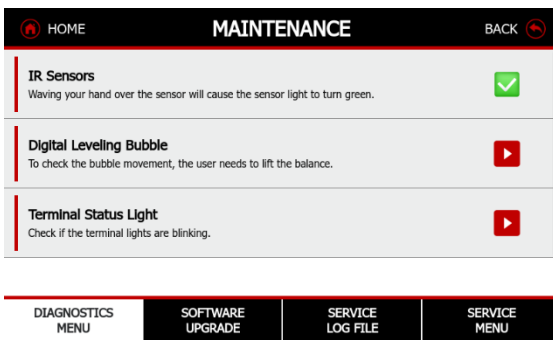 HOME
MAINTENANCE
BACK
IR Sensors
Waving your hand over the sensor will cause the sensor light to turn green.
Digital Leveling Bubble
To check the bubble movement, the user needs to lift the balance.
Terminal Status Light
Check if the terminal lights are blinking.
DIAGNOSTICS
MENU
SOFTWARE
UPGRADE
SERVICE
LOG FILE
SERVICE
MENU